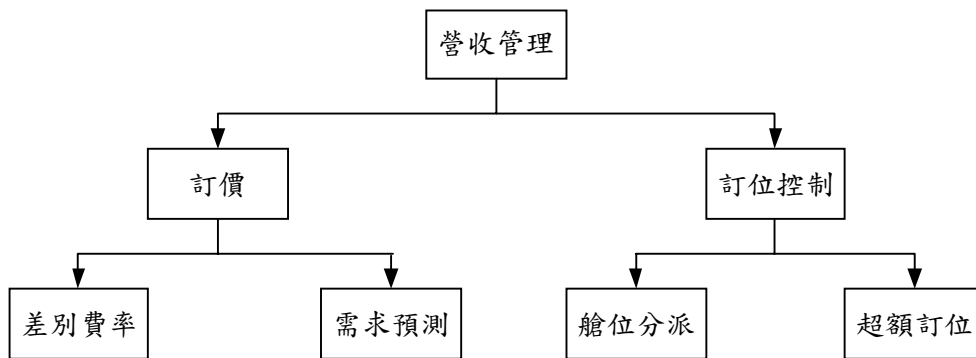 營收管理
訂價
訂位控制
差別費率
需求預測
艙位分派
超額訂位